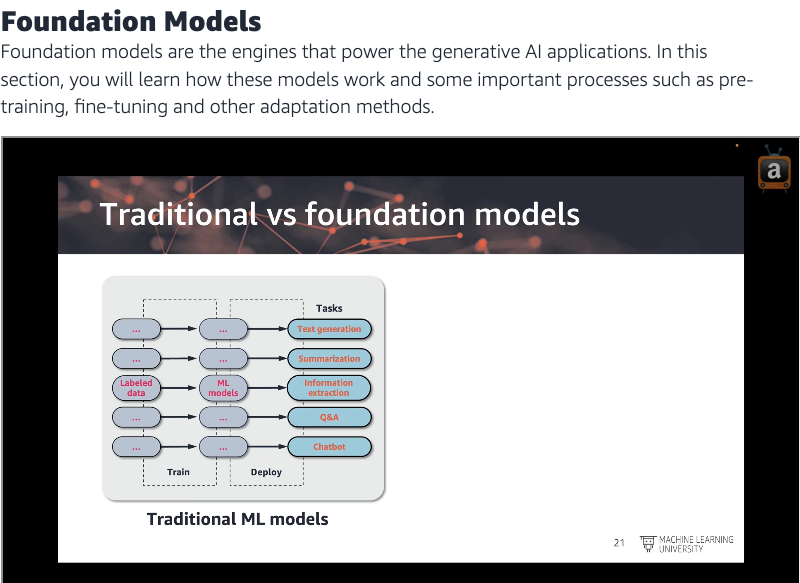 Foundation Models
Foundation models are the engines that power the generative AI applications. In this
section, you will learn how these models work and some important processes such as pre-
training, fine-tuning and other adaptation methods.
a
Traditional vs foundation models
Tasks
... ... Text generation
... ... Summarization
Labeled data ML models Information extraction
... ... Q&A
... ... Chatbot
Train Deploy
Traditional ML models
21 MACHINE LEARNING
UNIVERSITY